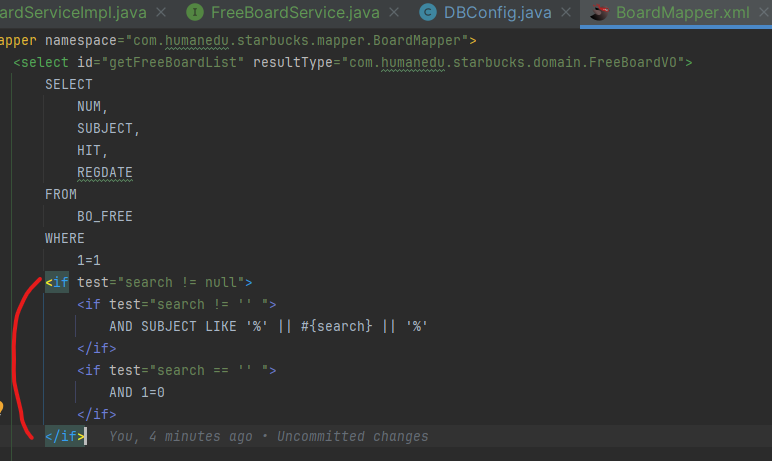 ardServiceImpl.java × I FreeBoardService.java × C DBConfig.java × BoardMapper.xml ×
apper namespace="com.humanedu.starbucks.mapper.BoardMapper">
<select id="getFreeBoardList" resultType="com.humanedu.starbucks.domain.FreeBoardVO">
SELECT
NUM,
SUBJECT,
HIT,
REGDATE
FROM
BO_FREE
WHERE
1=1
<if test="search != null">
<if test="search != '' ">
AND SUBJECT LIKE '%' || #{search} || '%'
</if>
<if test="search == '' ">
AND 1=0
</if>
</if> You, 4 minutes ago • Uncommitted changes